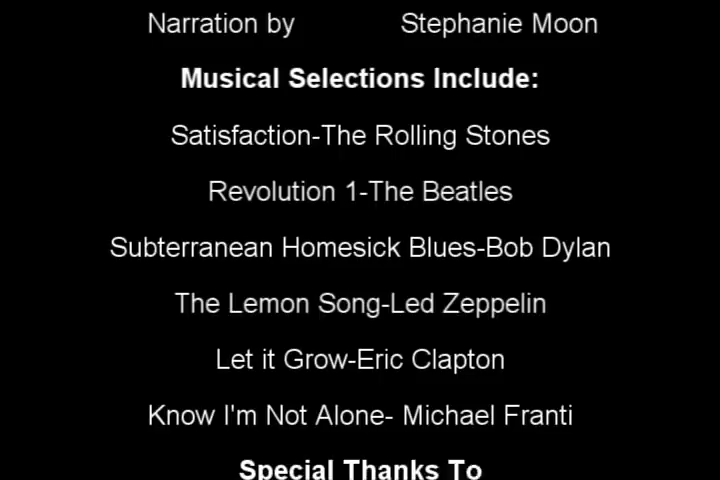 Narration by Stephanie Moon
Musical Selections Include:
Satisfaction-The Rolling Stones
Revolution 1-The Beatles
Subterranean Homesick Blues-Bob Dylan
The Lemon Song-Led Zeppelin
Let it Grow-Eric Clapton
Know I'm Not Alone- Michael Franti
Special Thanks To